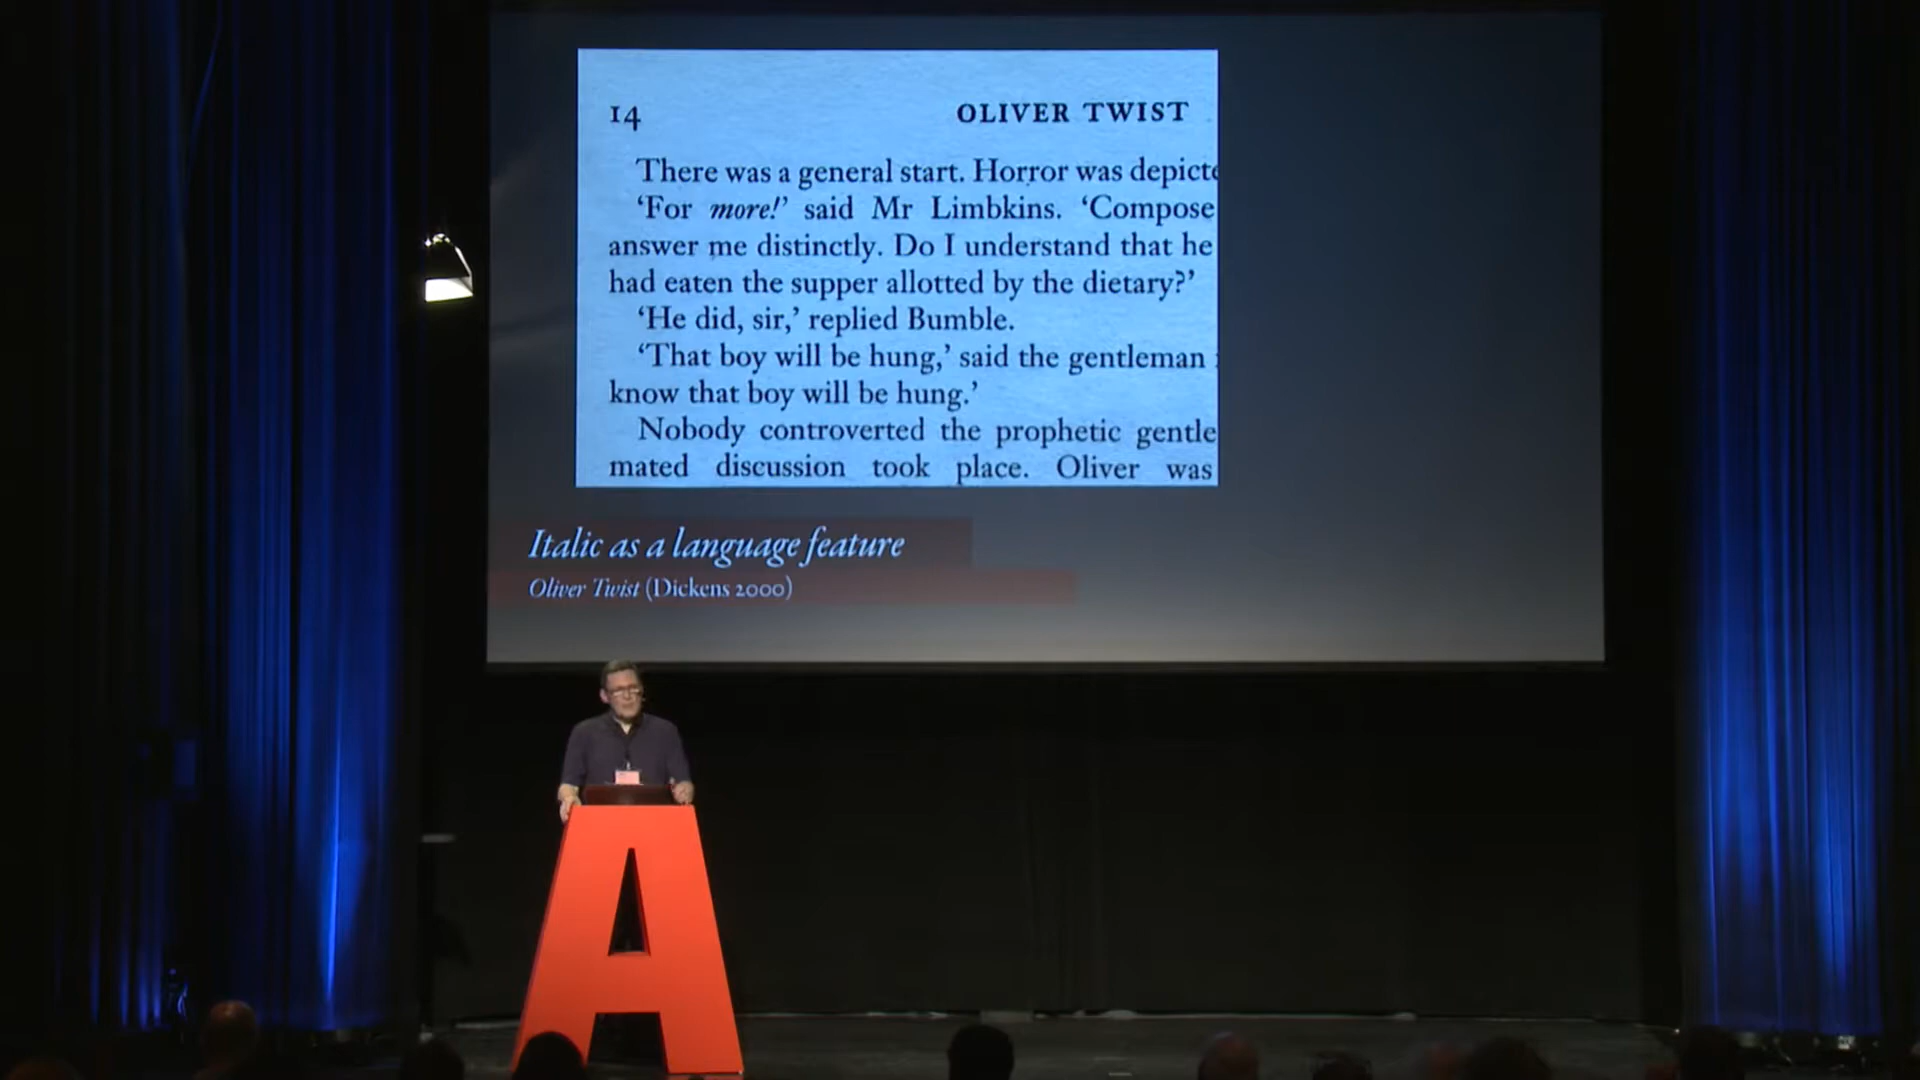 14 OLIVER TWIST
There was a general start. Horror was depicte
‘For more!’ said Mr Limbkins. ‘Compose
answer me distinctly. Do I understand that he
had eaten the supper allotted by the dietary?’
‘He did, sir,’ replied Bumble.
‘That boy will be hung,’ said the gentleman
know that boy will be hung.’
Nobody controverted the prophetic gentle
mated discussion took place. Oliver was
Italic as a language feature
Oliver Twist (Dickens 2000)
A